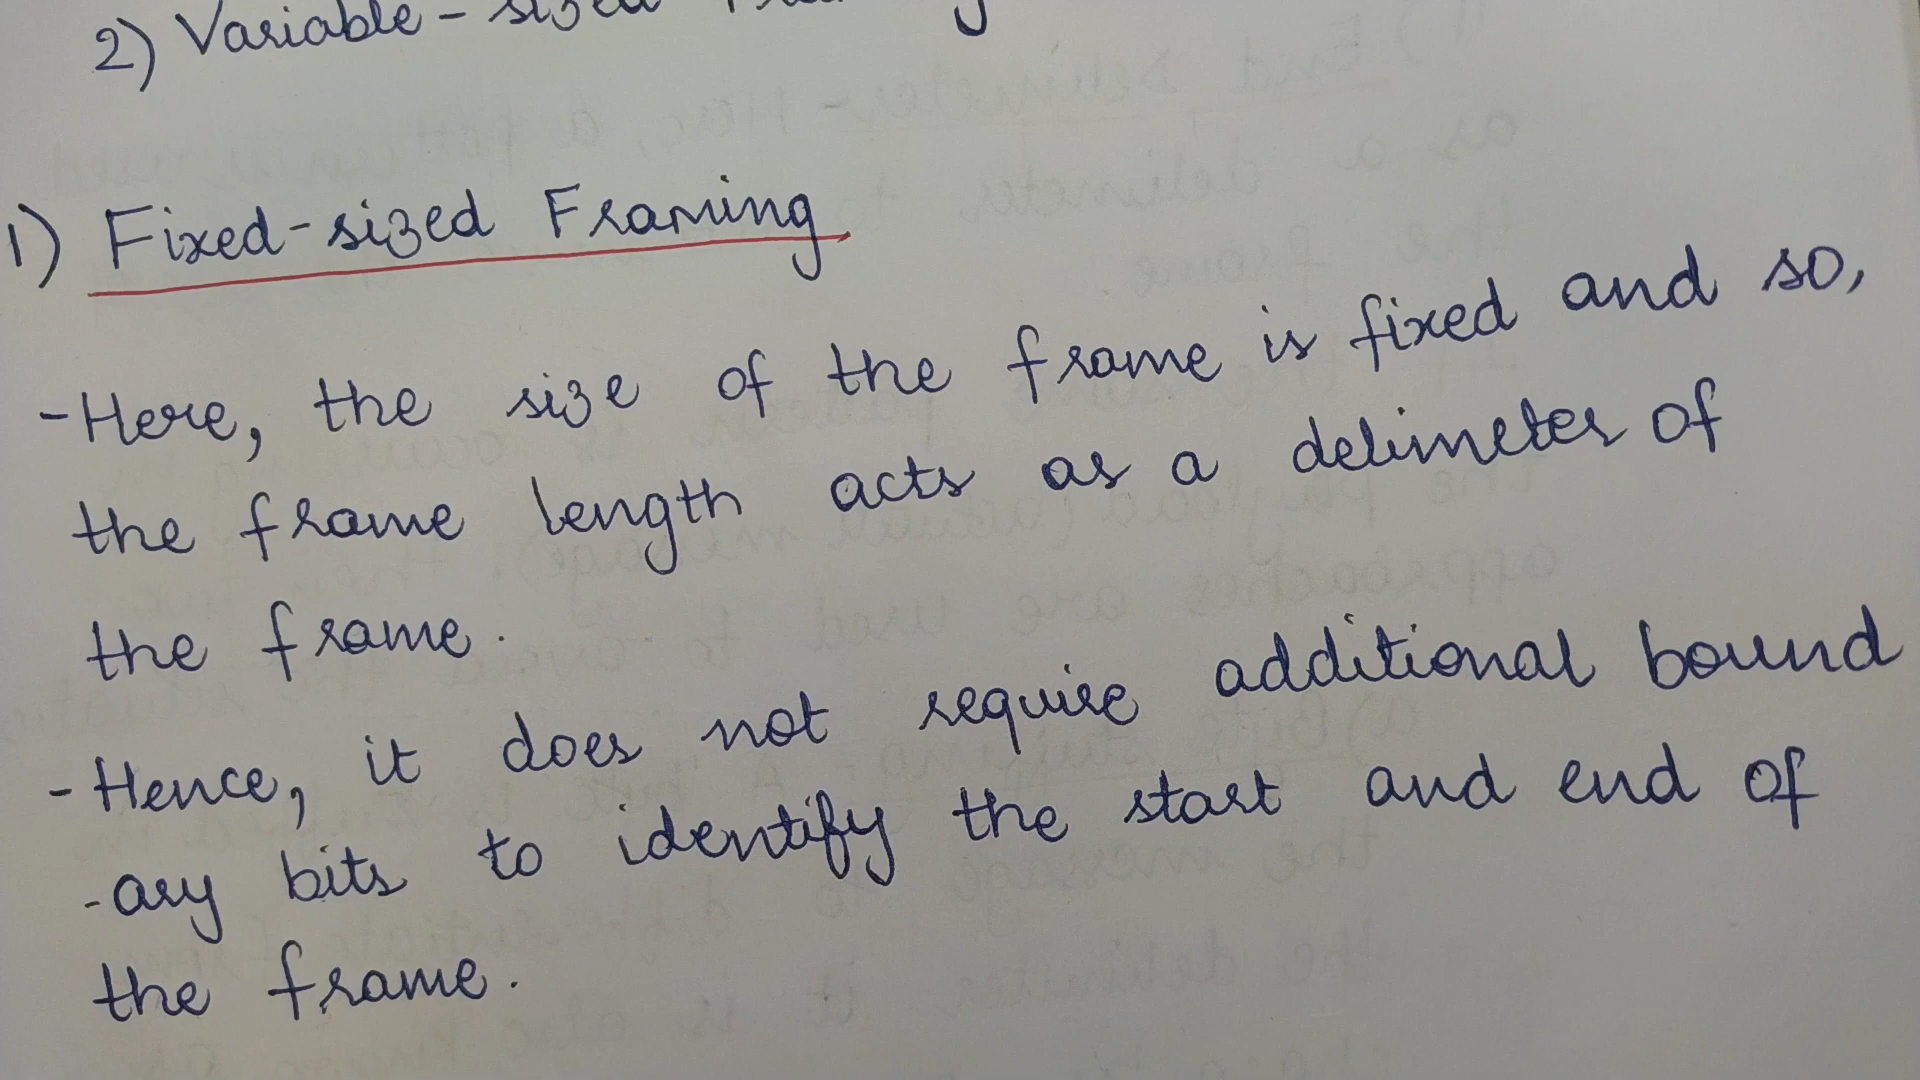 2) Variable-sized
1) Fixed-sized Framing
-Here, the size of the frame is fixed and so,
the frame length acts as a delimeter of
the frame.
-Hence, it does not require additional bound
-ary bits to identify the start and end of
the frame.